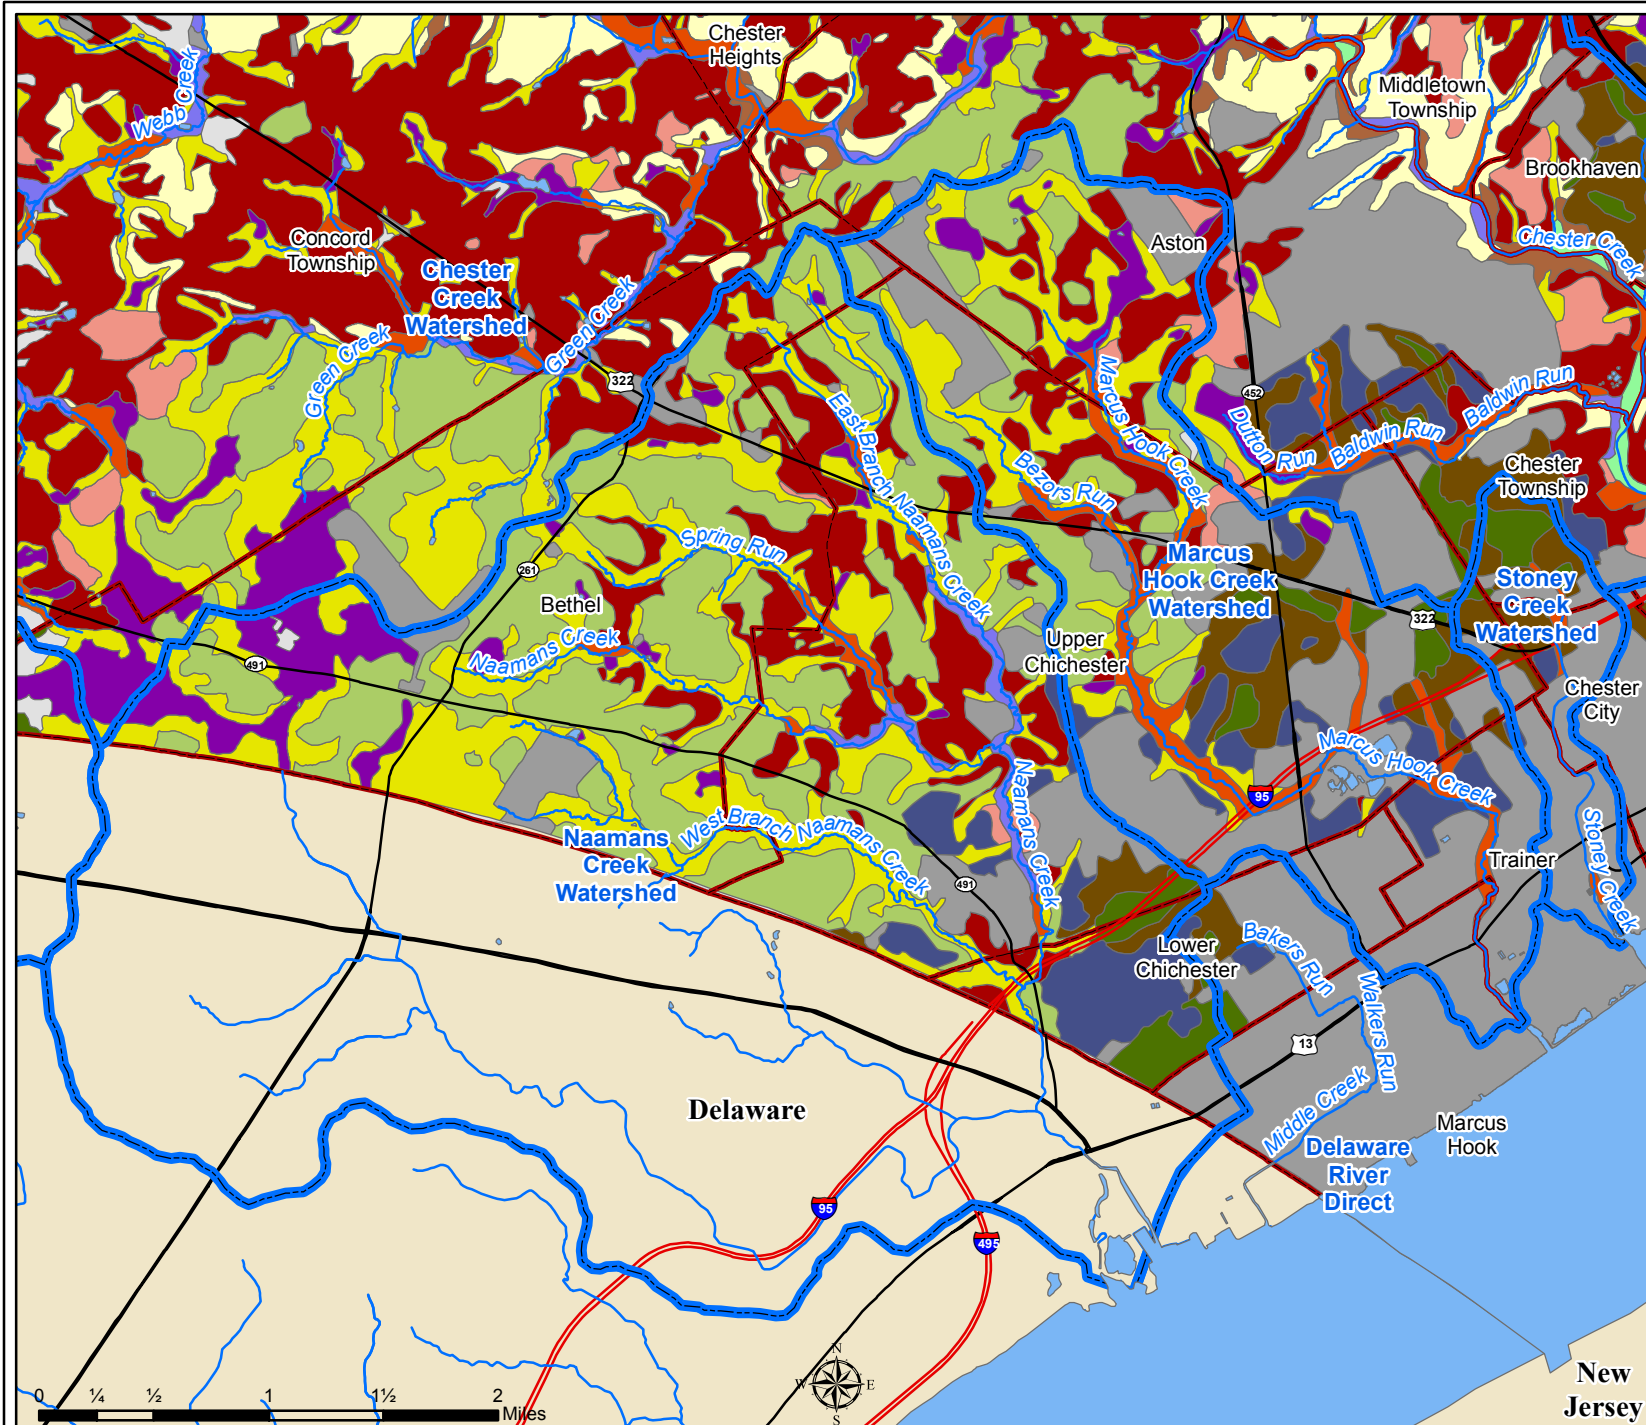 Chester
Heights
Middletown
Township
Brookhaven
Webb Creek
Concord
Township
Chester
Creek
Watershed
Aston
Chester Creek
Green Creek
Green Creek
322
452
East Branch Naamans Creek
Marcus Hook Creek
Dutton Run
Baldwin Run
Baldwin Run
Bezors Run
Chester
Township
Spring Run
261
Bethel
Marcus
Hook Creek
Watershed
Stoney
Creek
Watershed
322
Naamans Creek
491
Upper
Chichester
Chester
City
Marcus Hook Creek
95
Naamans Creek
Naamans
Creek
Watershed
West Branch Naamans Creek
491
Trainer
Stoney Creek
Lower
Chichester
Bakers Run
Walkers Run
13
Middle Creek
Delaware
Marcus
Hook
Delaware
River
Direct
95
495
N
W E
S
New
Jersey
0 ¼ ½ 1 1½ 2
Miles